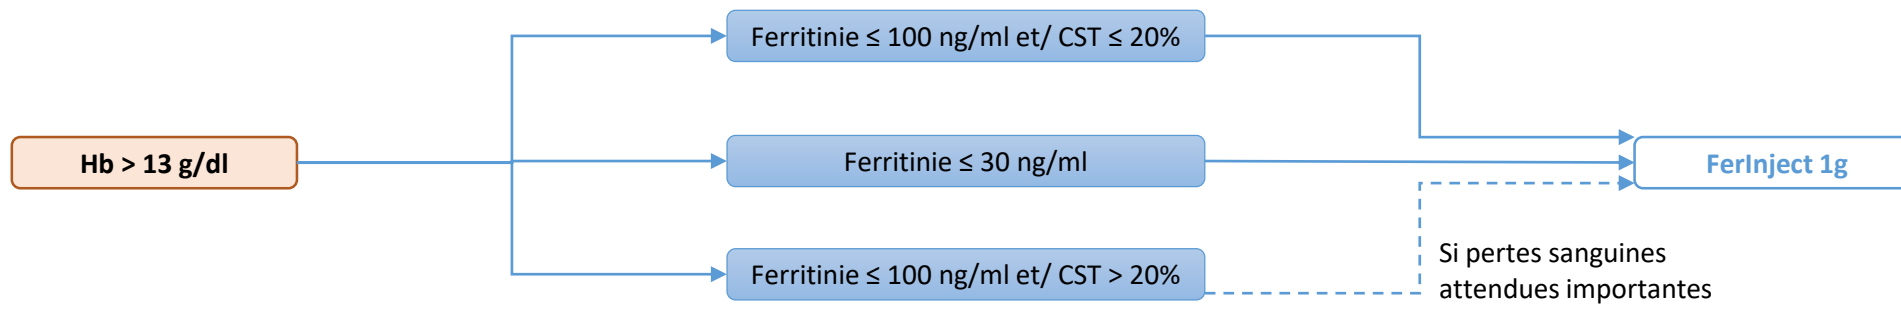 Ferritinie ≤ 100 ng/ml et/ CST ≤ 20%
Hb > 13 g/dl
Ferritinie ≤ 30 ng/ml
FerInject 1g
Ferritinie ≤ 100 ng/ml et/ CST > 20%
Si pertes sanguines
attendues importantes